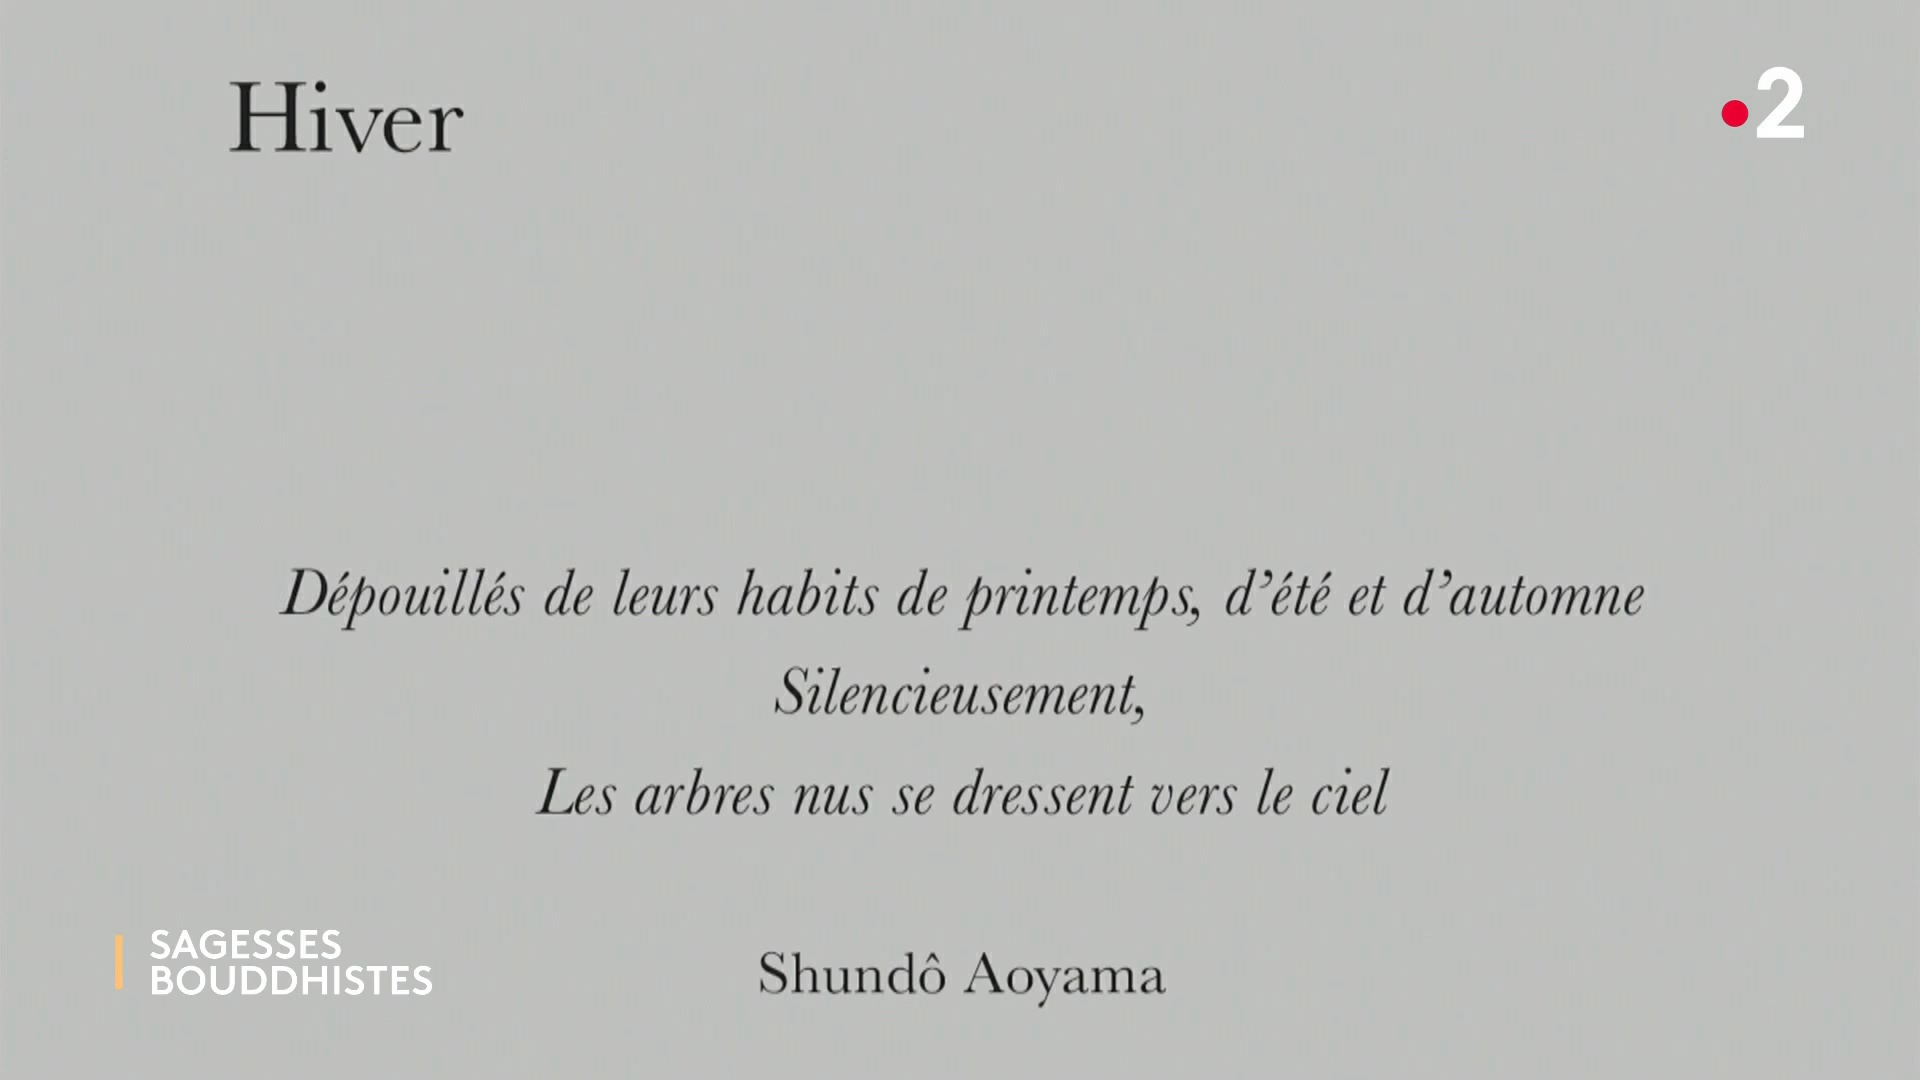 Hiver
2
Dépouillés de leurs habits de printemps, d’été et d’automne
Silencieusement,
Les arbres nus se dressent vers le ciel
Shundô Aoyama
SAGESSES
BOUDDHISTES